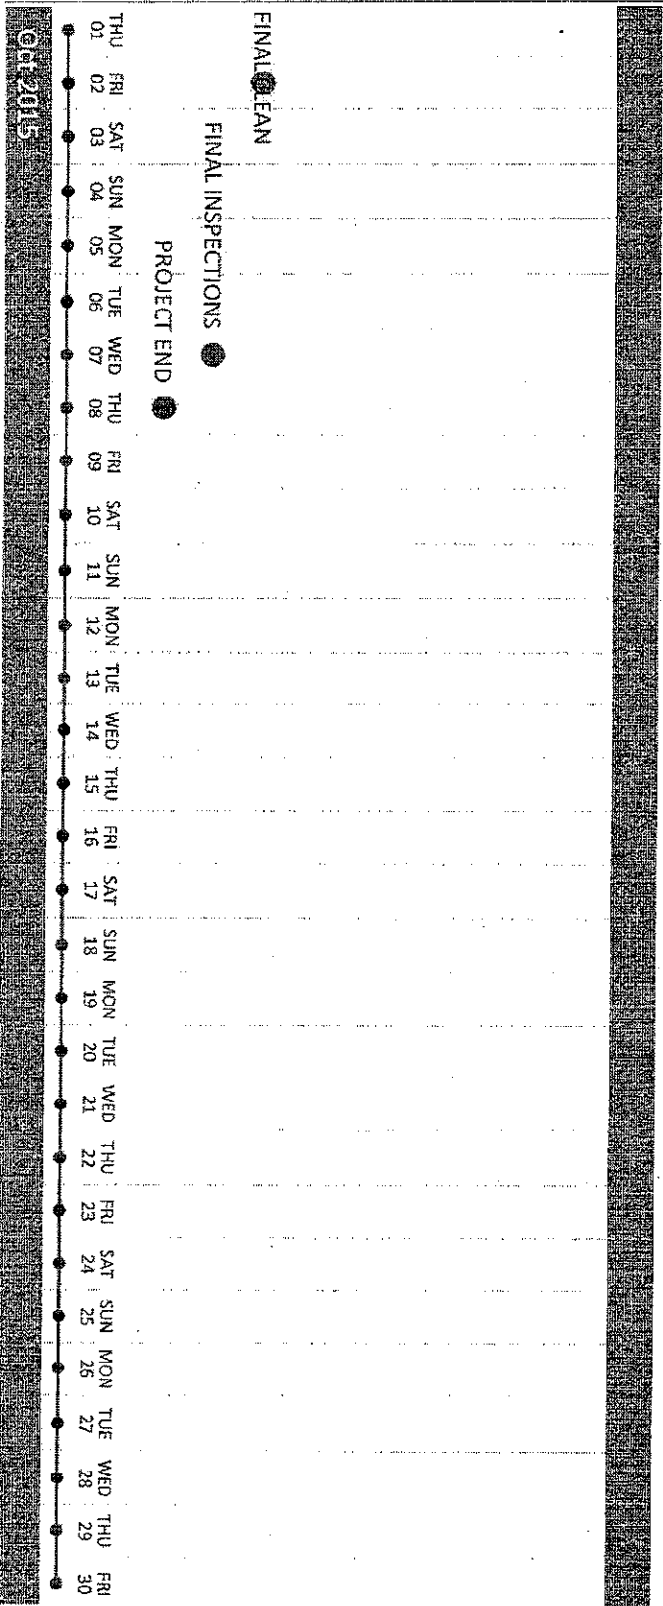 Oct 2015
THU FRI SAT SUN MON TUE WED THU FRI SAT SUN MON TUE WED THU FRI SAT SUN MON TUE WED THU FRI SAT SUN MON TUE WED THU FRI
01 02 03 04 05 06 07 08 09 10 11 12 13 14 15 16 17 18 19 20 21 22 23 24 25 26 27 28 29 30
FINAL CLEAN
FINAL INSPECTIONS
PROJECT END